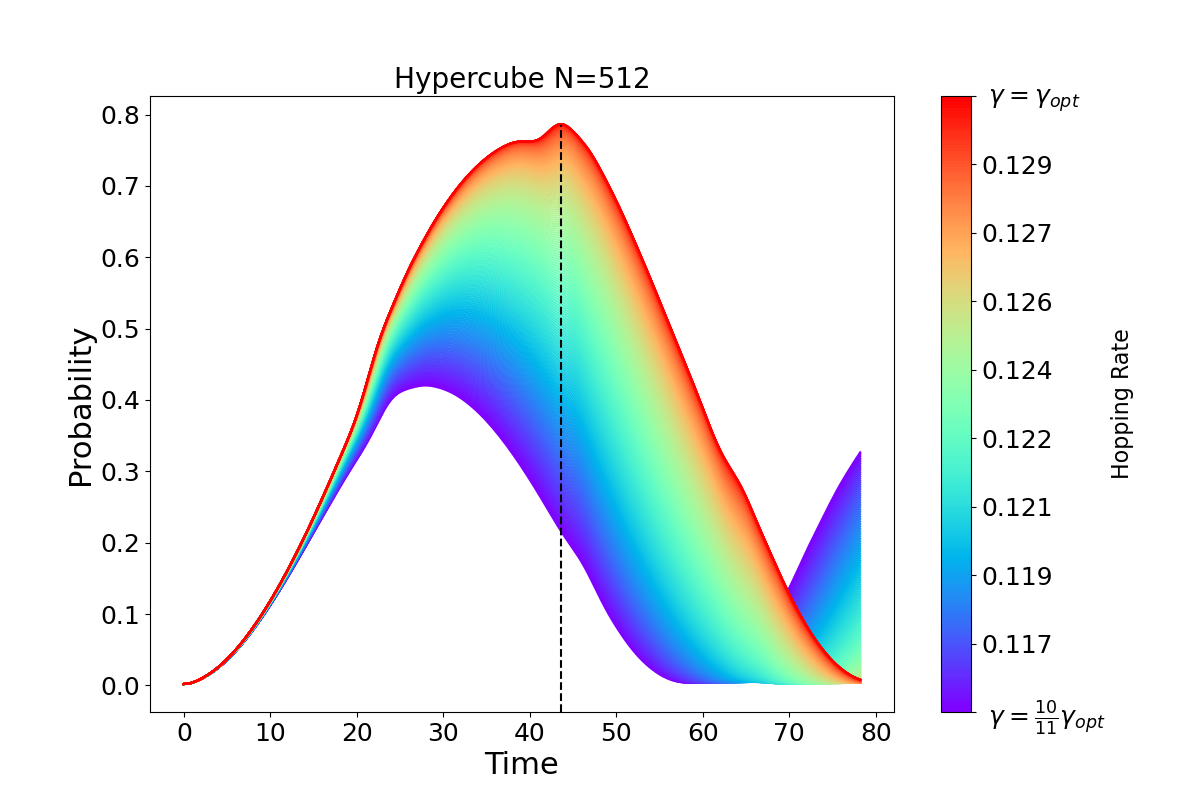 Hypercube N=512
Probability
0.8
0.7
0.6
0.5
0.4
0.3
0.2
0.1
0.0
0 10 20 30 40 50 60 70 80
Time
γ = γ_opt
0.129
0.127
0.126
0.124
0.122
0.121
0.119
0.117
γ = 10/11 γ_opt
Hopping Rate